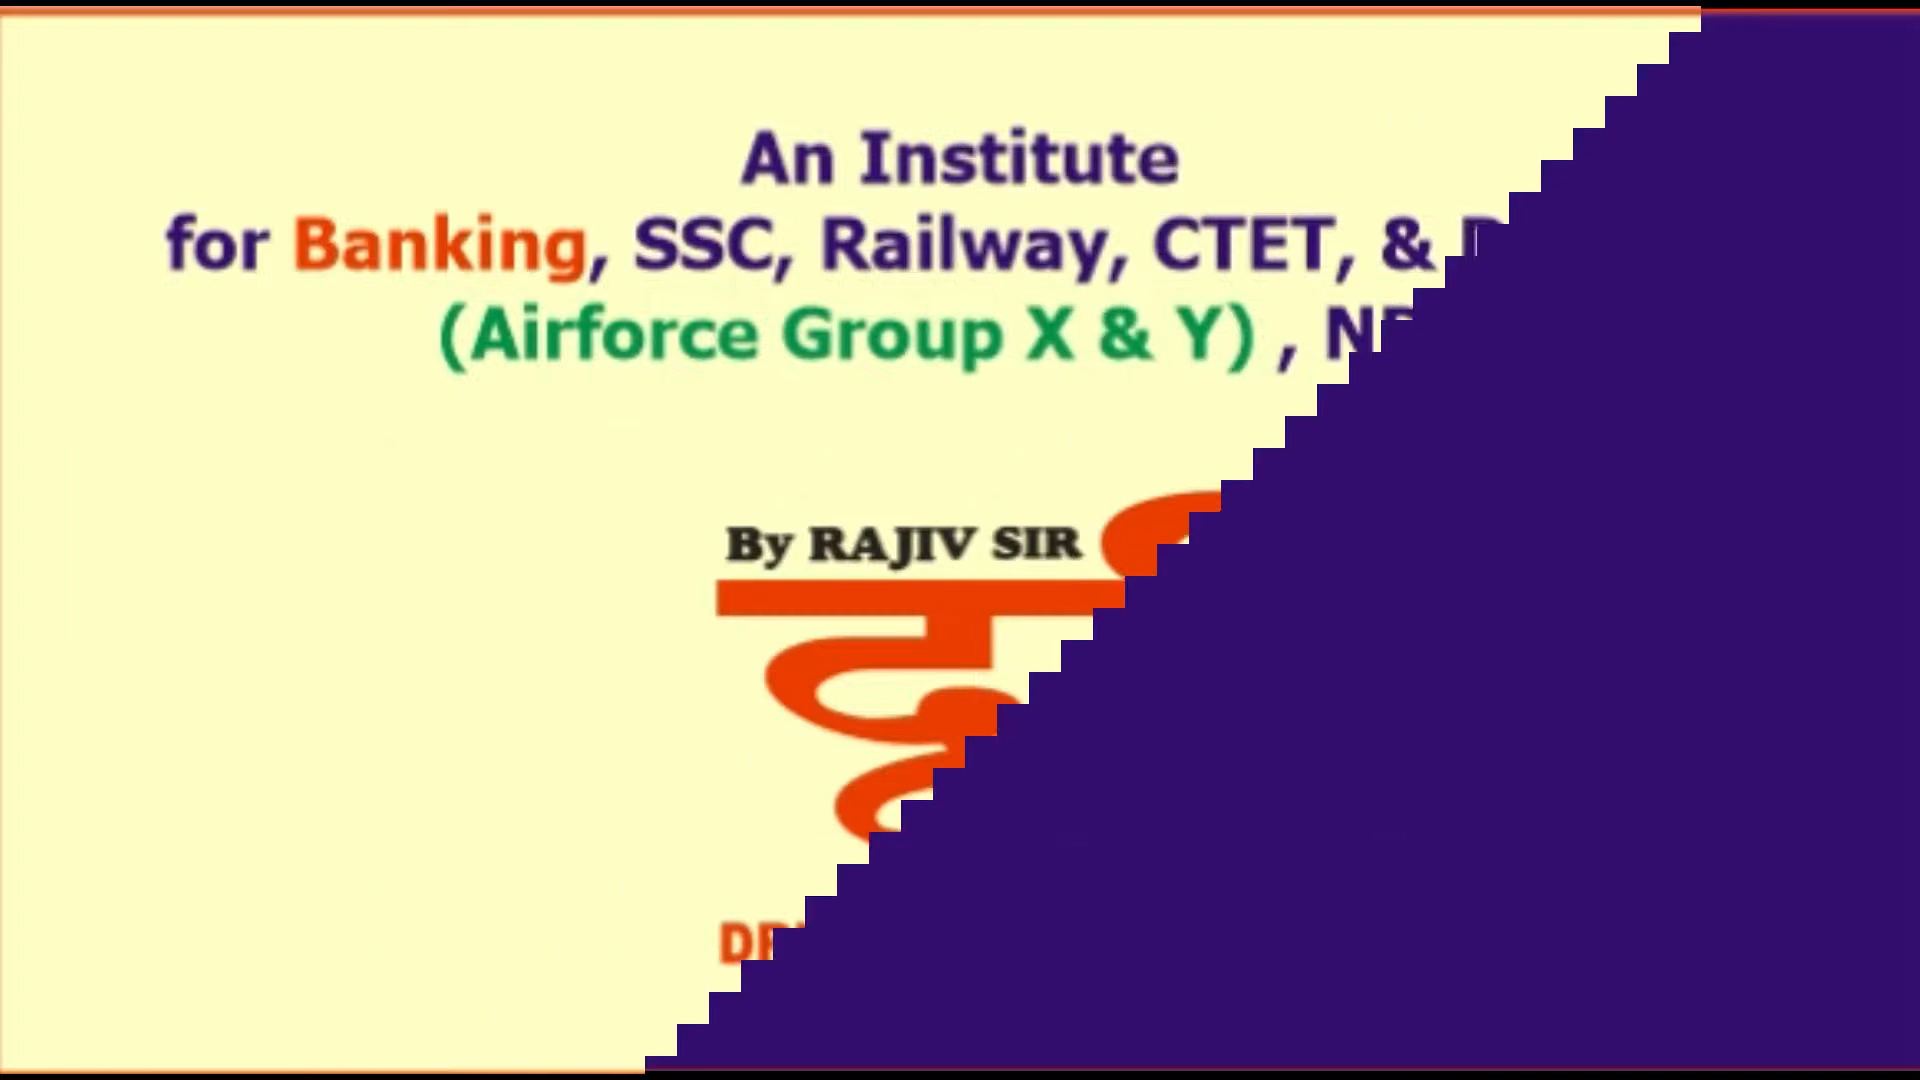 An Institute
for Banking, SSC, Railway, CTET, &
(Airforce Group X & Y) ,
By RAJIV SIR